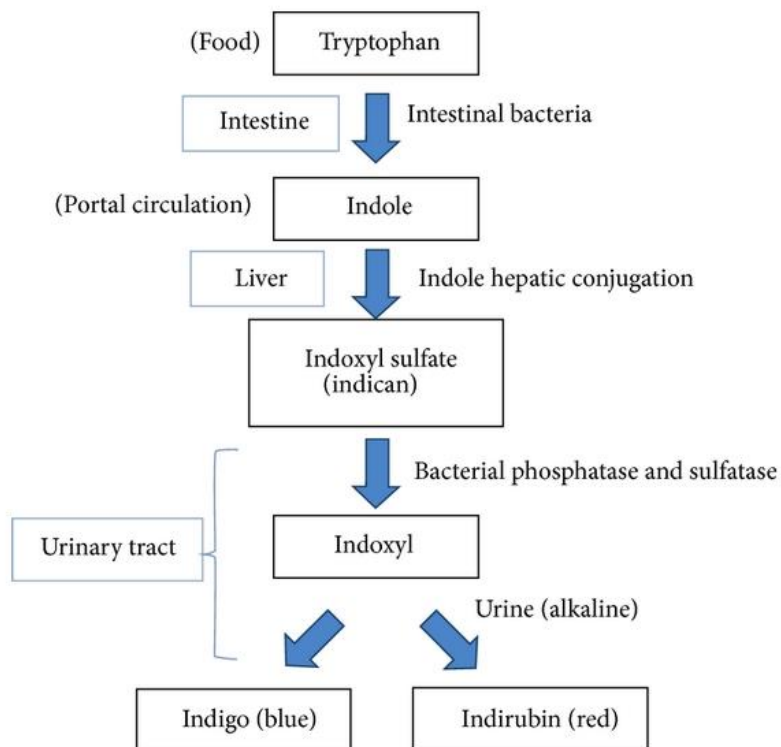 (Food)
Tryptophan
Intestine
Intestinal bacteria
(Portal circulation)
Indole
Liver
Indole hepatic conjugation
Indoxyl sulfate
(indican)
Bacterial phosphatase and sulfatase
Urinary tract
Indoxyl
Urine (alkaline)
Indigo (blue)
Indirubin (red)